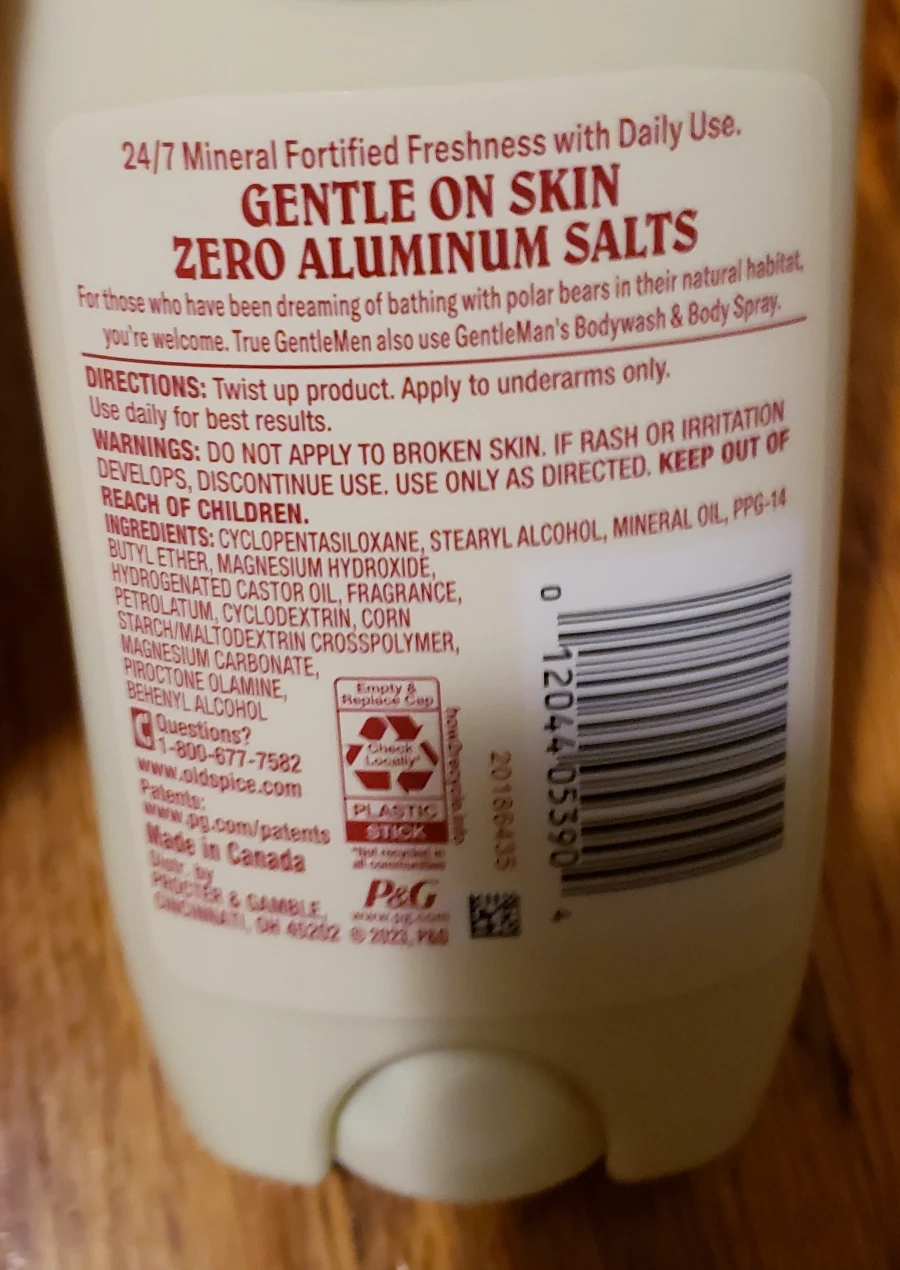 24/7 Mineral Fortified Freshness with Daily Use.
GENTLE ON SKIN
ZERO ALUMINUM SALTS
For those who have been dreaming of bathing with polar bears in their natural habitat,
you're welcome. True GentleMen also use GentleMan's Bodywash & Body Spray.
DIRECTIONS: Twist up product. Apply to underarms only.
Use daily for best results.
WARNINGS: DO NOT APPLY TO BROKEN SKIN. IF RASH OR IRRITATION
DEVELOPS, DISCONTINUE USE. USE ONLY AS DIRECTED. KEEP OUT OF
REACH OF CHILDREN.
INGREDIENTS: CYCLOPENTASILOXANE, STEARYL ALCOHOL, MINERAL OIL, PPG-14
BUTYL ETHER, MAGNESIUM HYDROXIDE,
HYDROGENATED CASTOR OIL, FRAGRANCE,
PETROLATUM, CYCLODEXTRIN, CORN
STARCH/MALTODEXTRIN CROSSPOLYMER,
MAGNESIUM CARBONATE,
PIROCTONE OLAMINE,
BEHENYL ALCOHOL
Questions?
1-800-677-7582
www.oldspice.com
Patents:
www.pg.com/patents
Made in Canada
Distr. by
PROCTER & GAMBLE,
CINCINNATI, OH 45202 © 2023, P&G
Empty &
Replace Cap
Check
Locally*
PLASTIC
STICK
*Not recycled in
all communities
how2recycle.info
P&G
www.pg.com
20186435
0 12044 05390 4